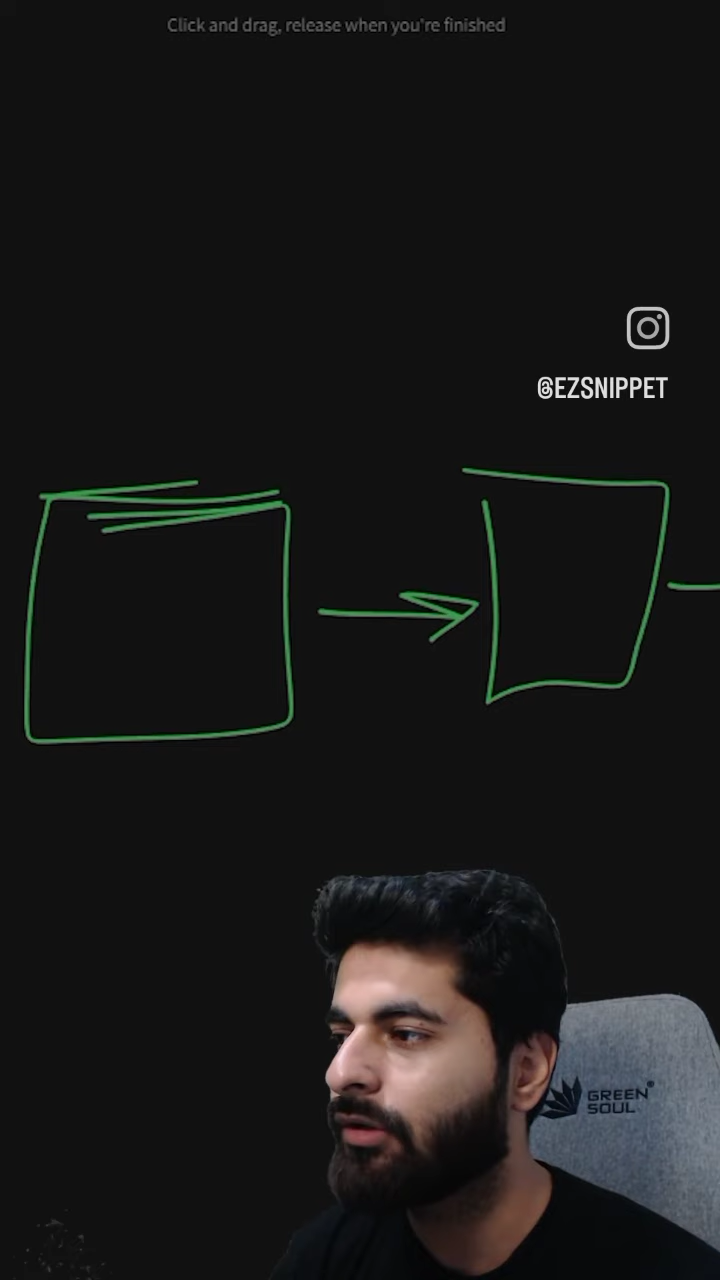 Click and drag, release when you're finished
@EZSNIPPET
GREEN
SOUL